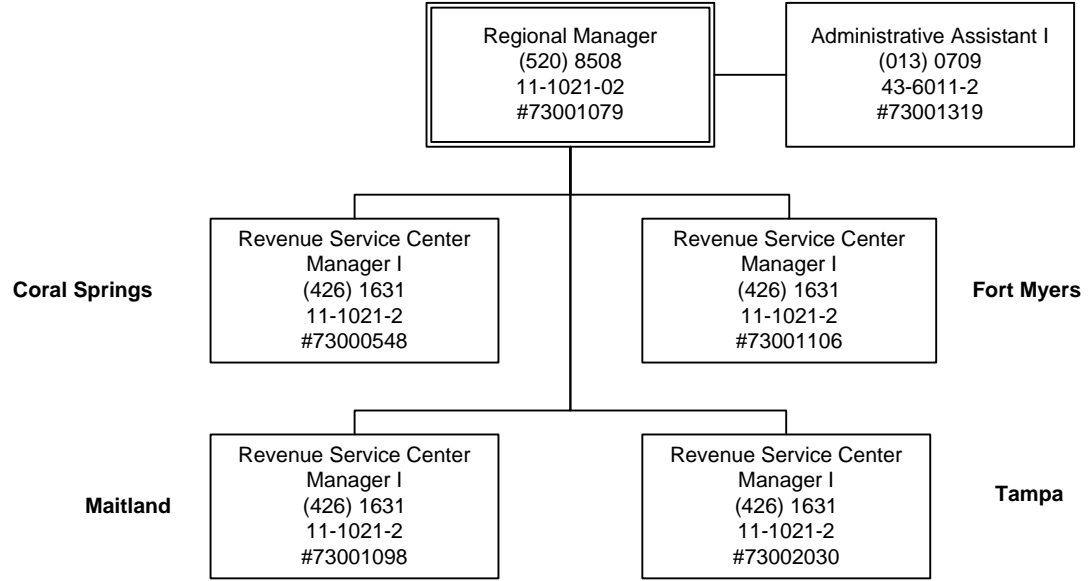 Regional Manager
(520) 8508
11-1021-02
#73001079
Administrative Assistant I
(013) 0709
43-6011-2
#73001319
Coral Springs
Revenue Service Center
Manager I
(426) 1631
11-1021-2
#73000548
Revenue Service Center
Manager I
(426) 1631
11-1021-2
#73001106
Fort Myers
Maitland
Revenue Service Center
Manager I
(426) 1631
11-1021-2
#73001098
Revenue Service Center
Manager I
(426) 1631
11-1021-2
#73002030
Tampa